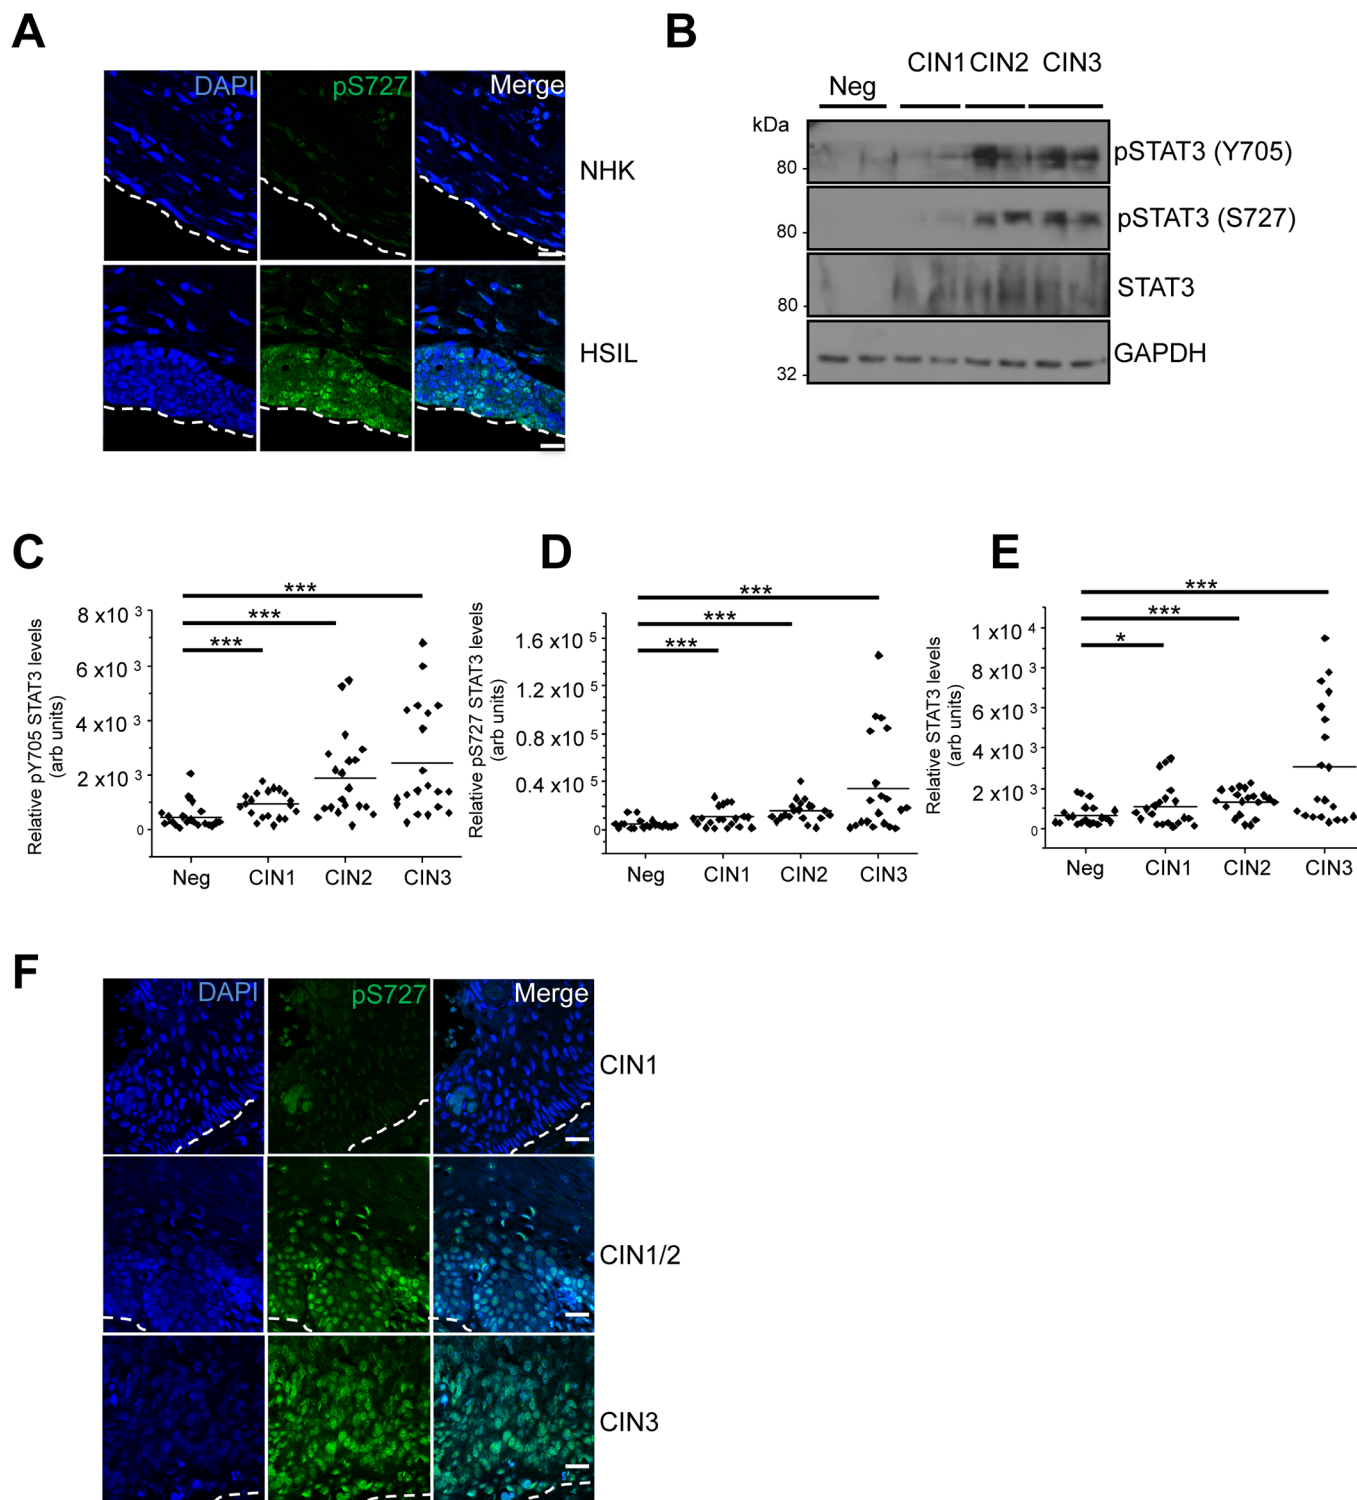 A
DAPI pS727 Merge
NHK
HSIL
B
Neg CIN1 CIN2 CIN3
kDa
80 pSTAT3 (Y705)
80 pSTAT3 (S727)
80 STAT3
32 GAPDH
C
Relative pY705 STAT3 levels
(arb units)
8 x10 3
6 x10 3
4 x10 3
2 x10 3
0
***
***
***
Neg CIN1 CIN2 CIN3
D
Relative pS727 STAT3 levels
(arb units)
1.6 x10 5
1.2 x10 5
0.8 x10 5
0.4 x10 5
0
***
***
***
Neg CIN1 CIN2 CIN3
E
Relative STAT3 levels
(arb units)
1 x10 4
8 x10 3
6 x10 3
4 x10 3
2 x10 3
0
***
***
*
Neg CIN1 CIN2 CIN3
F
DAPI pS727 Merge
CIN1
CIN1/2
CIN3